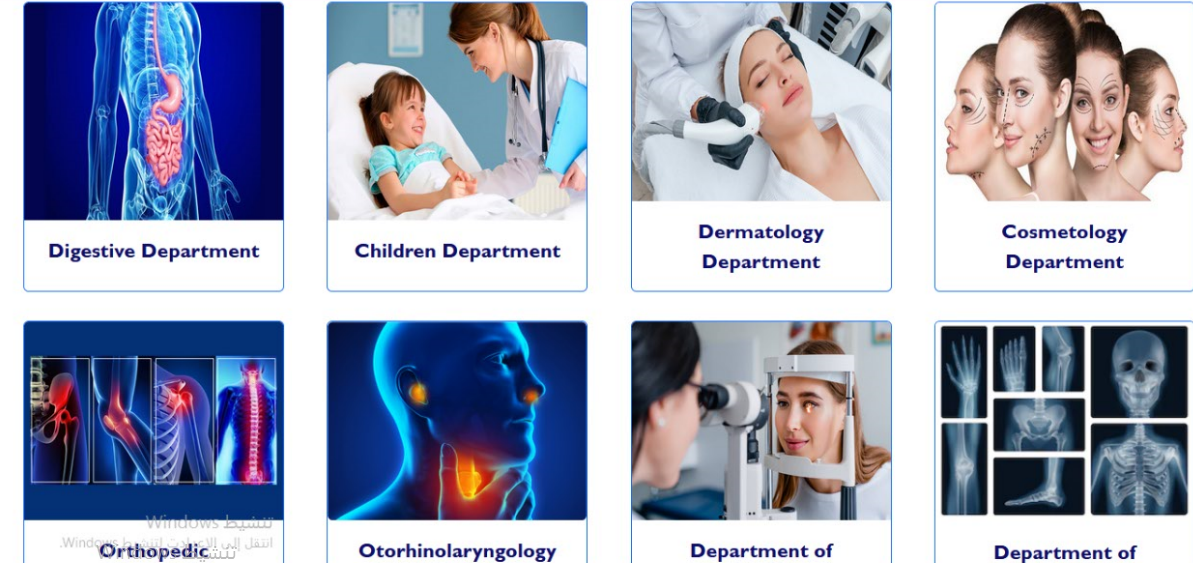 Digestive Department
Children Department
Dermatology
Department
Cosmetology
Department
تنشيط Windows
انتقل إلى الإعدادات لتنشيط Windows.
Orthopedic
Otorhinolaryngology
Department of
Department of